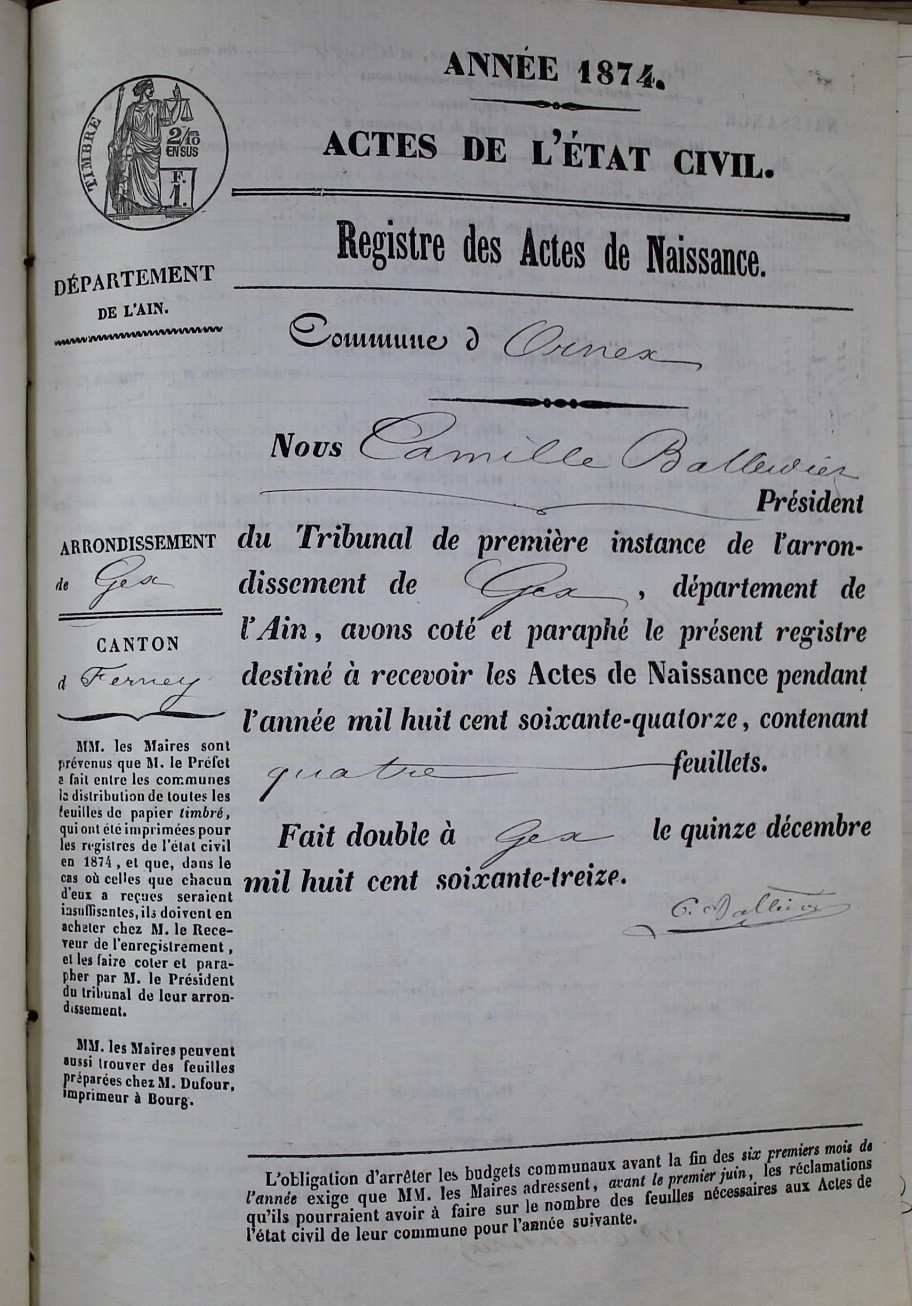 ANNÉE 1874.
ACTES DE L'ÉTAT CIVIL.
TIMBRE
2/10
EN SUS
F.
1.
Registre des Actes de Naissance.
DÉPARTEMENT
DE L'AIN.
Commune d Ornex
Nous Camille
Président
du Tribunal de première instance de l'arron-
dissement de Gex, département de
l'Ain, avons coté et paraphé le présent registre
destiné à recevoir les Actes de Naissance pendant
l'année mil huit cent soixante-quatorze, contenant
quatre feuillets.
Fait double à Gex le quinze décembre
mil huit cent soixante-treize.
ARRONDISSEMENT
de Gex
CANTON
d Ferney
MM. les Maires sont
prévenus que M. le Préfet
a fait entre les communes
la distribution de toutes les
feuilles de papier timbré,
qui ont été imprimées pour
les registres de l'état civil
en 1874, et que, dans le
cas où celles que chacun
d'eux a reçues seraient
insuffisantes, ils doivent en
acheter chez M. le Rece-
veur de l'enregistrement,
et les faire coter et para-
pher par M. le Président
du tribunal de leur arron-
dissement.
MM. les Maires peuvent
aussi trouver des feuilles
préparées chez M. Dufour,
imprimeur à Bourg.
L'obligation d'arrêter les budgets communaux avant la fin des six premiers mois de
l'année exige que MM. les Maires adressent, avant le premier juin, les réclamations
qu'ils pourraient avoir à faire sur le nombre des feuilles nécessaires aux Actes de
l'état civil de leur commune pour l'année suivante.